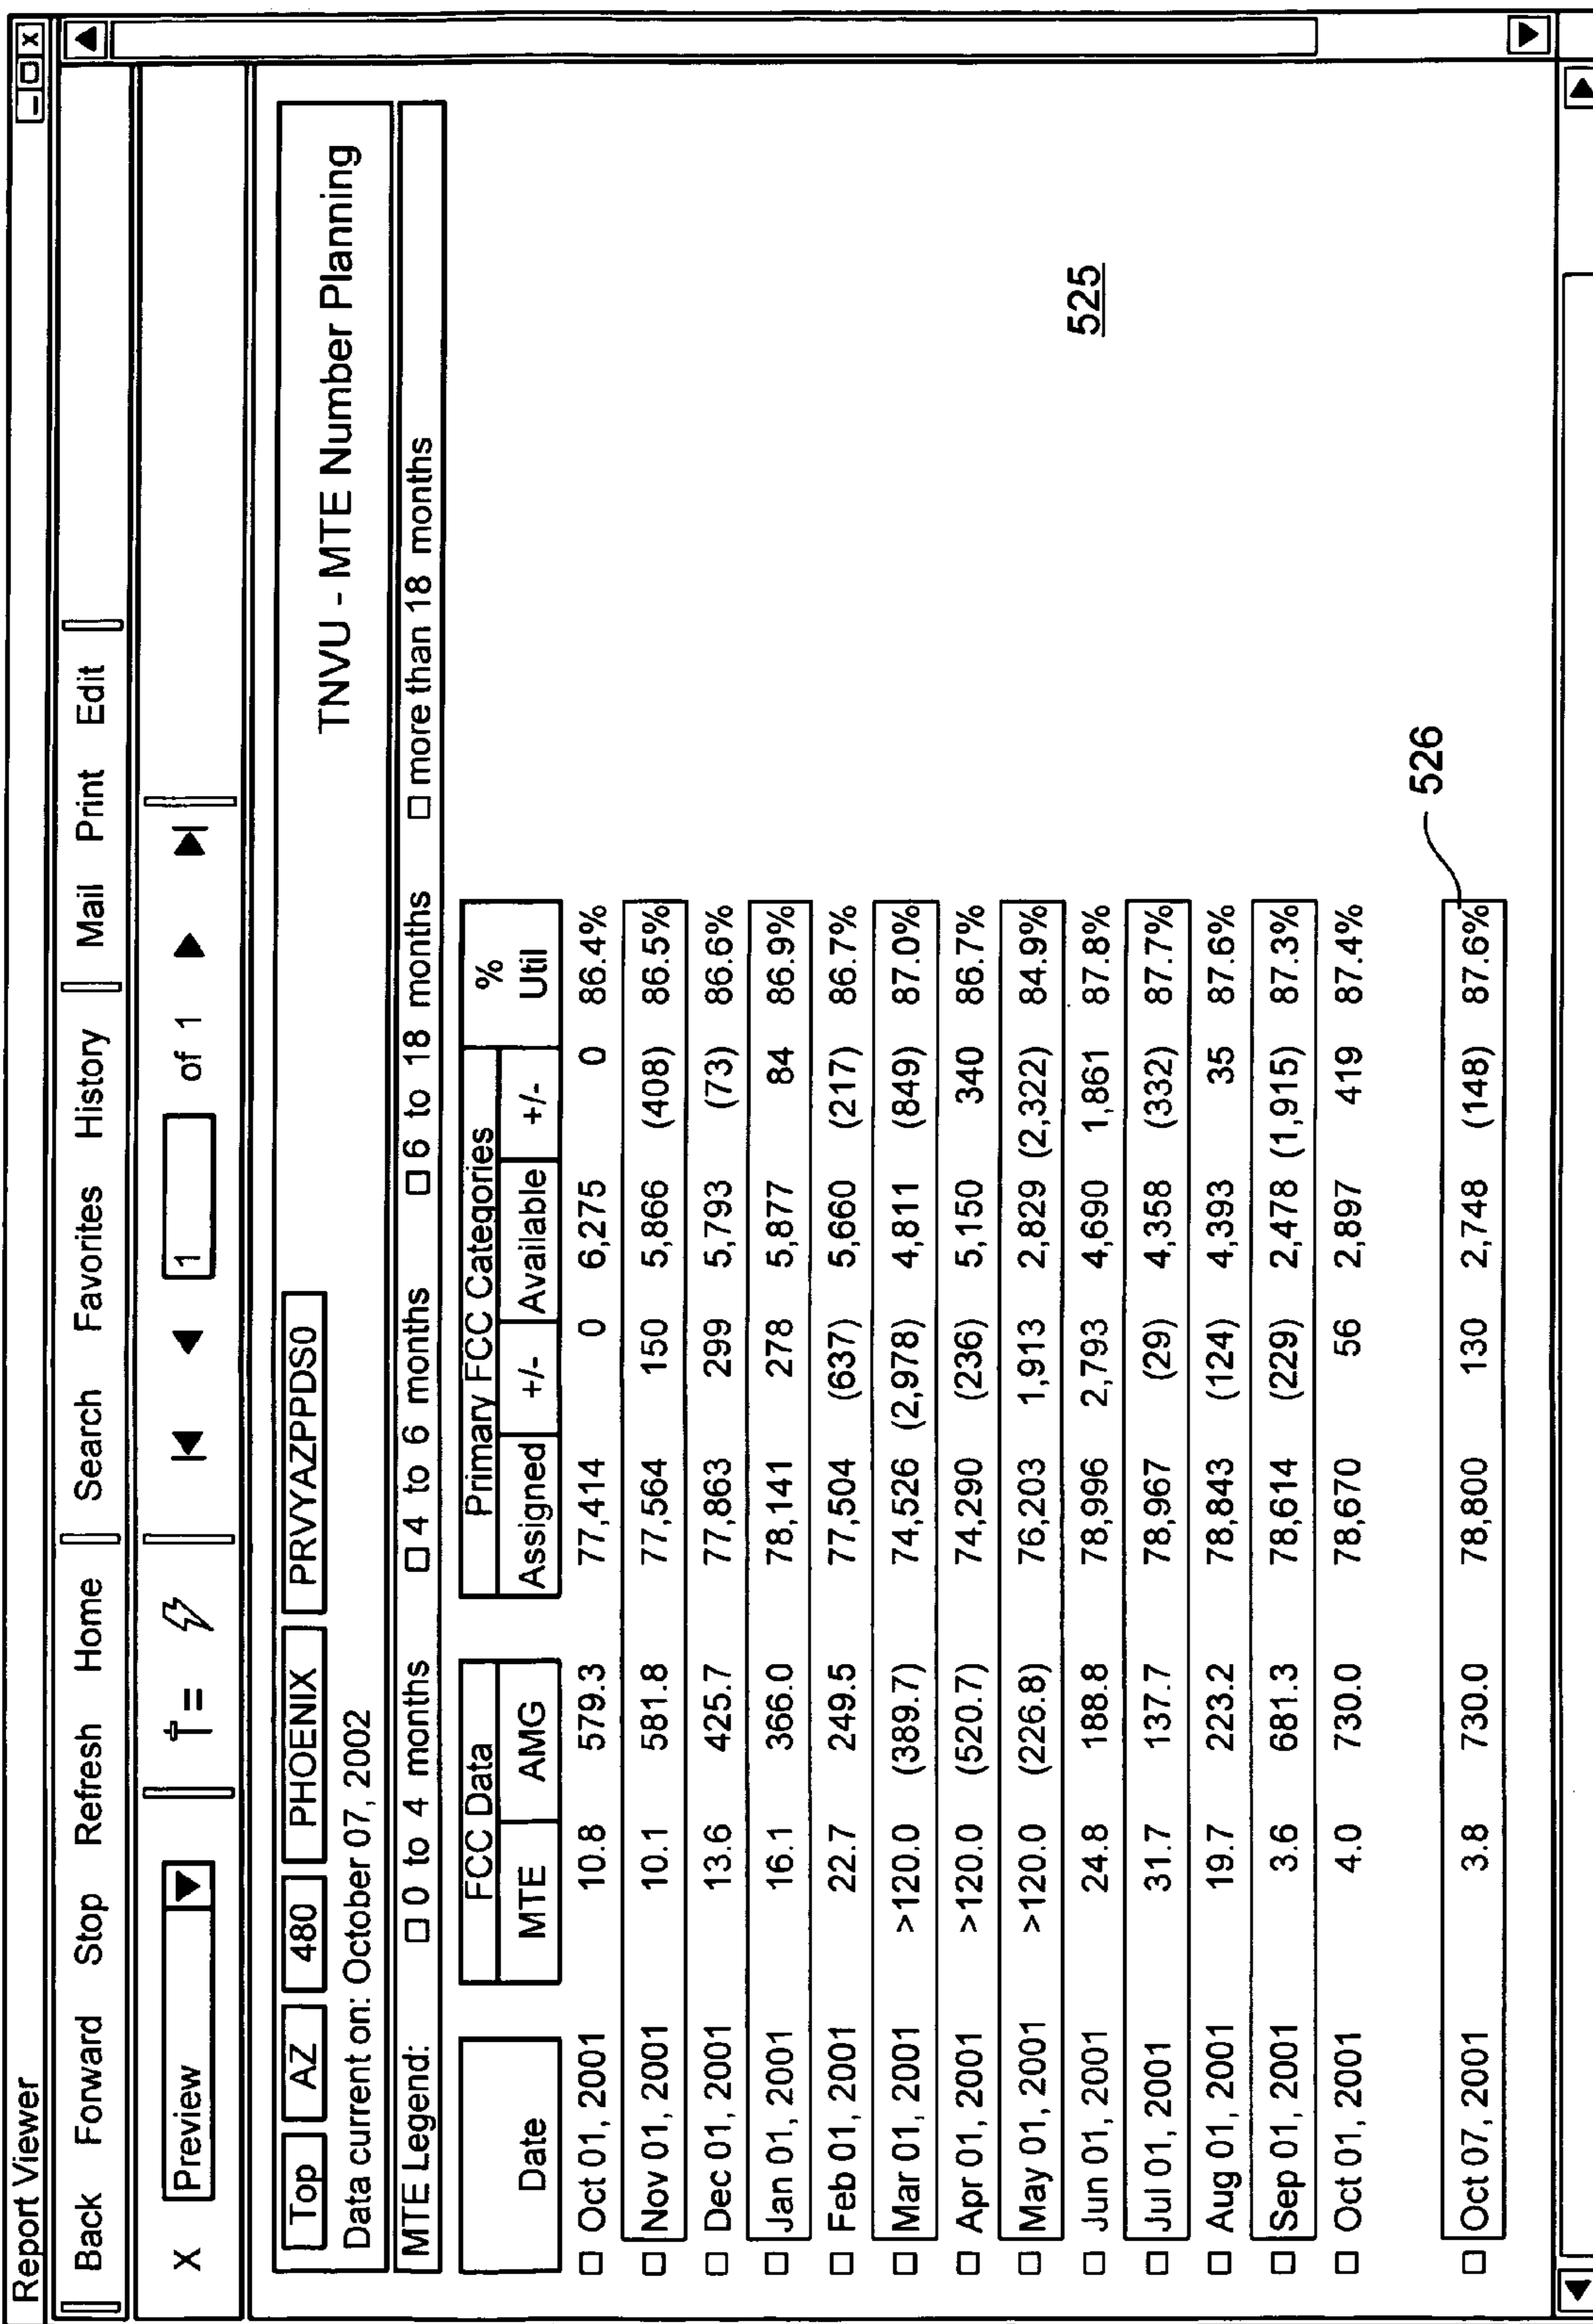 Report Viewer
Back Forward Stop Refresh Home Search Favorites History Mail Print Edit
X Preview 1 of 1
Top AZ 480 PHOENIX PRVYAZPPDS0
TNVU - MTE Number Planning
Data current on: October 07, 2002
MTE Legend: 0 to 4 months 4 to 6 months 6 to 18 months more than 18 months
FCC Data Primary FCC Categories %
Date MTE AMG Assigned +/- Available +/- Util
Oct 01, 2001 10.8 579.3 77,414 0 6,275 0 86.4%
Nov 01, 2001 10.1 581.8 77,564 150 5,866 (408) 86.5%
Dec 01, 2001 13.6 425.7 77,863 299 5,793 (73) 86.6%
Jan 01, 2001 16.1 366.0 78,141 278 5,877 84 86.9%
Feb 01, 2001 22.7 249.5 77,504 (637) 5,660 (217) 86.7%
Mar 01, 2001 >120.0 (389.7) 74,526 (2,978) 4,811 (849) 87.0%
Apr 01, 2001 >120.0 (520.7) 74,290 (236) 5,150 340 86.7%
May 01, 2001 >120.0 (226.8) 76,203 1,913 2,829 (2,322) 84.9%
Jun 01, 2001 24.8 188.8 78,996 2,793 4,690 1,861 87.8%
Jul 01, 2001 31.7 137.7 78,967 (29) 4,358 (332) 87.7%
Aug 01, 2001 19.7 223.2 78,843 (124) 4,393 35 87.6%
Sep 01, 2001 3.6 681.3 78,614 (229) 2,478 (1,915) 87.3%
Oct 01, 2001 4.0 730.0 78,670 56 2,897 419 87.4%
Oct 07, 2001 3.8 730.0 78,800 130 2,748 (148) 87.6%
525
526